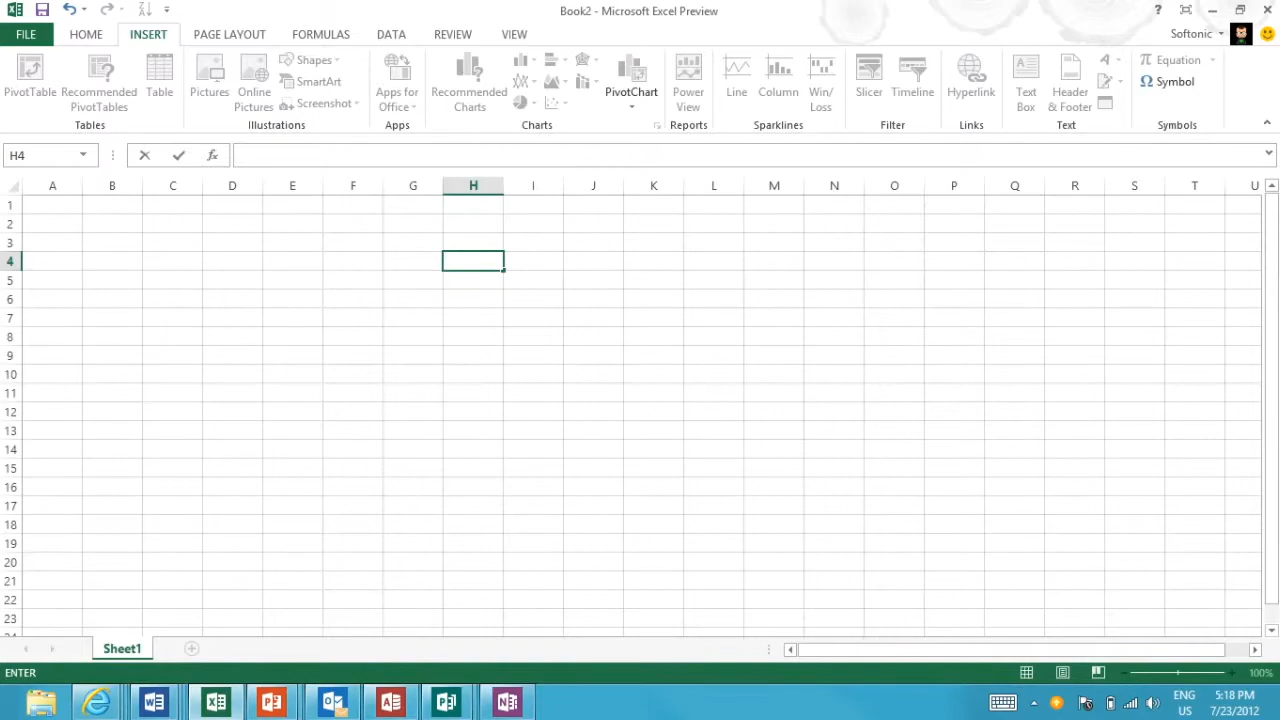 Book2 - Microsoft Excel Preview
?
FILE HOME INSERT PAGE LAYOUT FORMULAS DATA REVIEW VIEW Softonic
PivotTable Recommended PivotTables Table
Pictures Online Pictures Shapes SmartArt Screenshot
Apps for Office
Recommended Charts PivotChart
Power View
Line Column Win/Loss
Slicer Timeline
Hyperlink
Text Box Header & Footer
Equation Symbol
Tables Illustrations Apps Charts Reports Sparklines Filter Links Text Symbols
H4 fx
A B C D E F G H I J K L M N O P Q R S T U
1
2
3
4
5
6
7
8
9
10
11
12
13
14
15
16
17
18
19
20
21
22
23
Sheet1
ENTER 100%
ENG 5:18 PM
US 7/23/2012